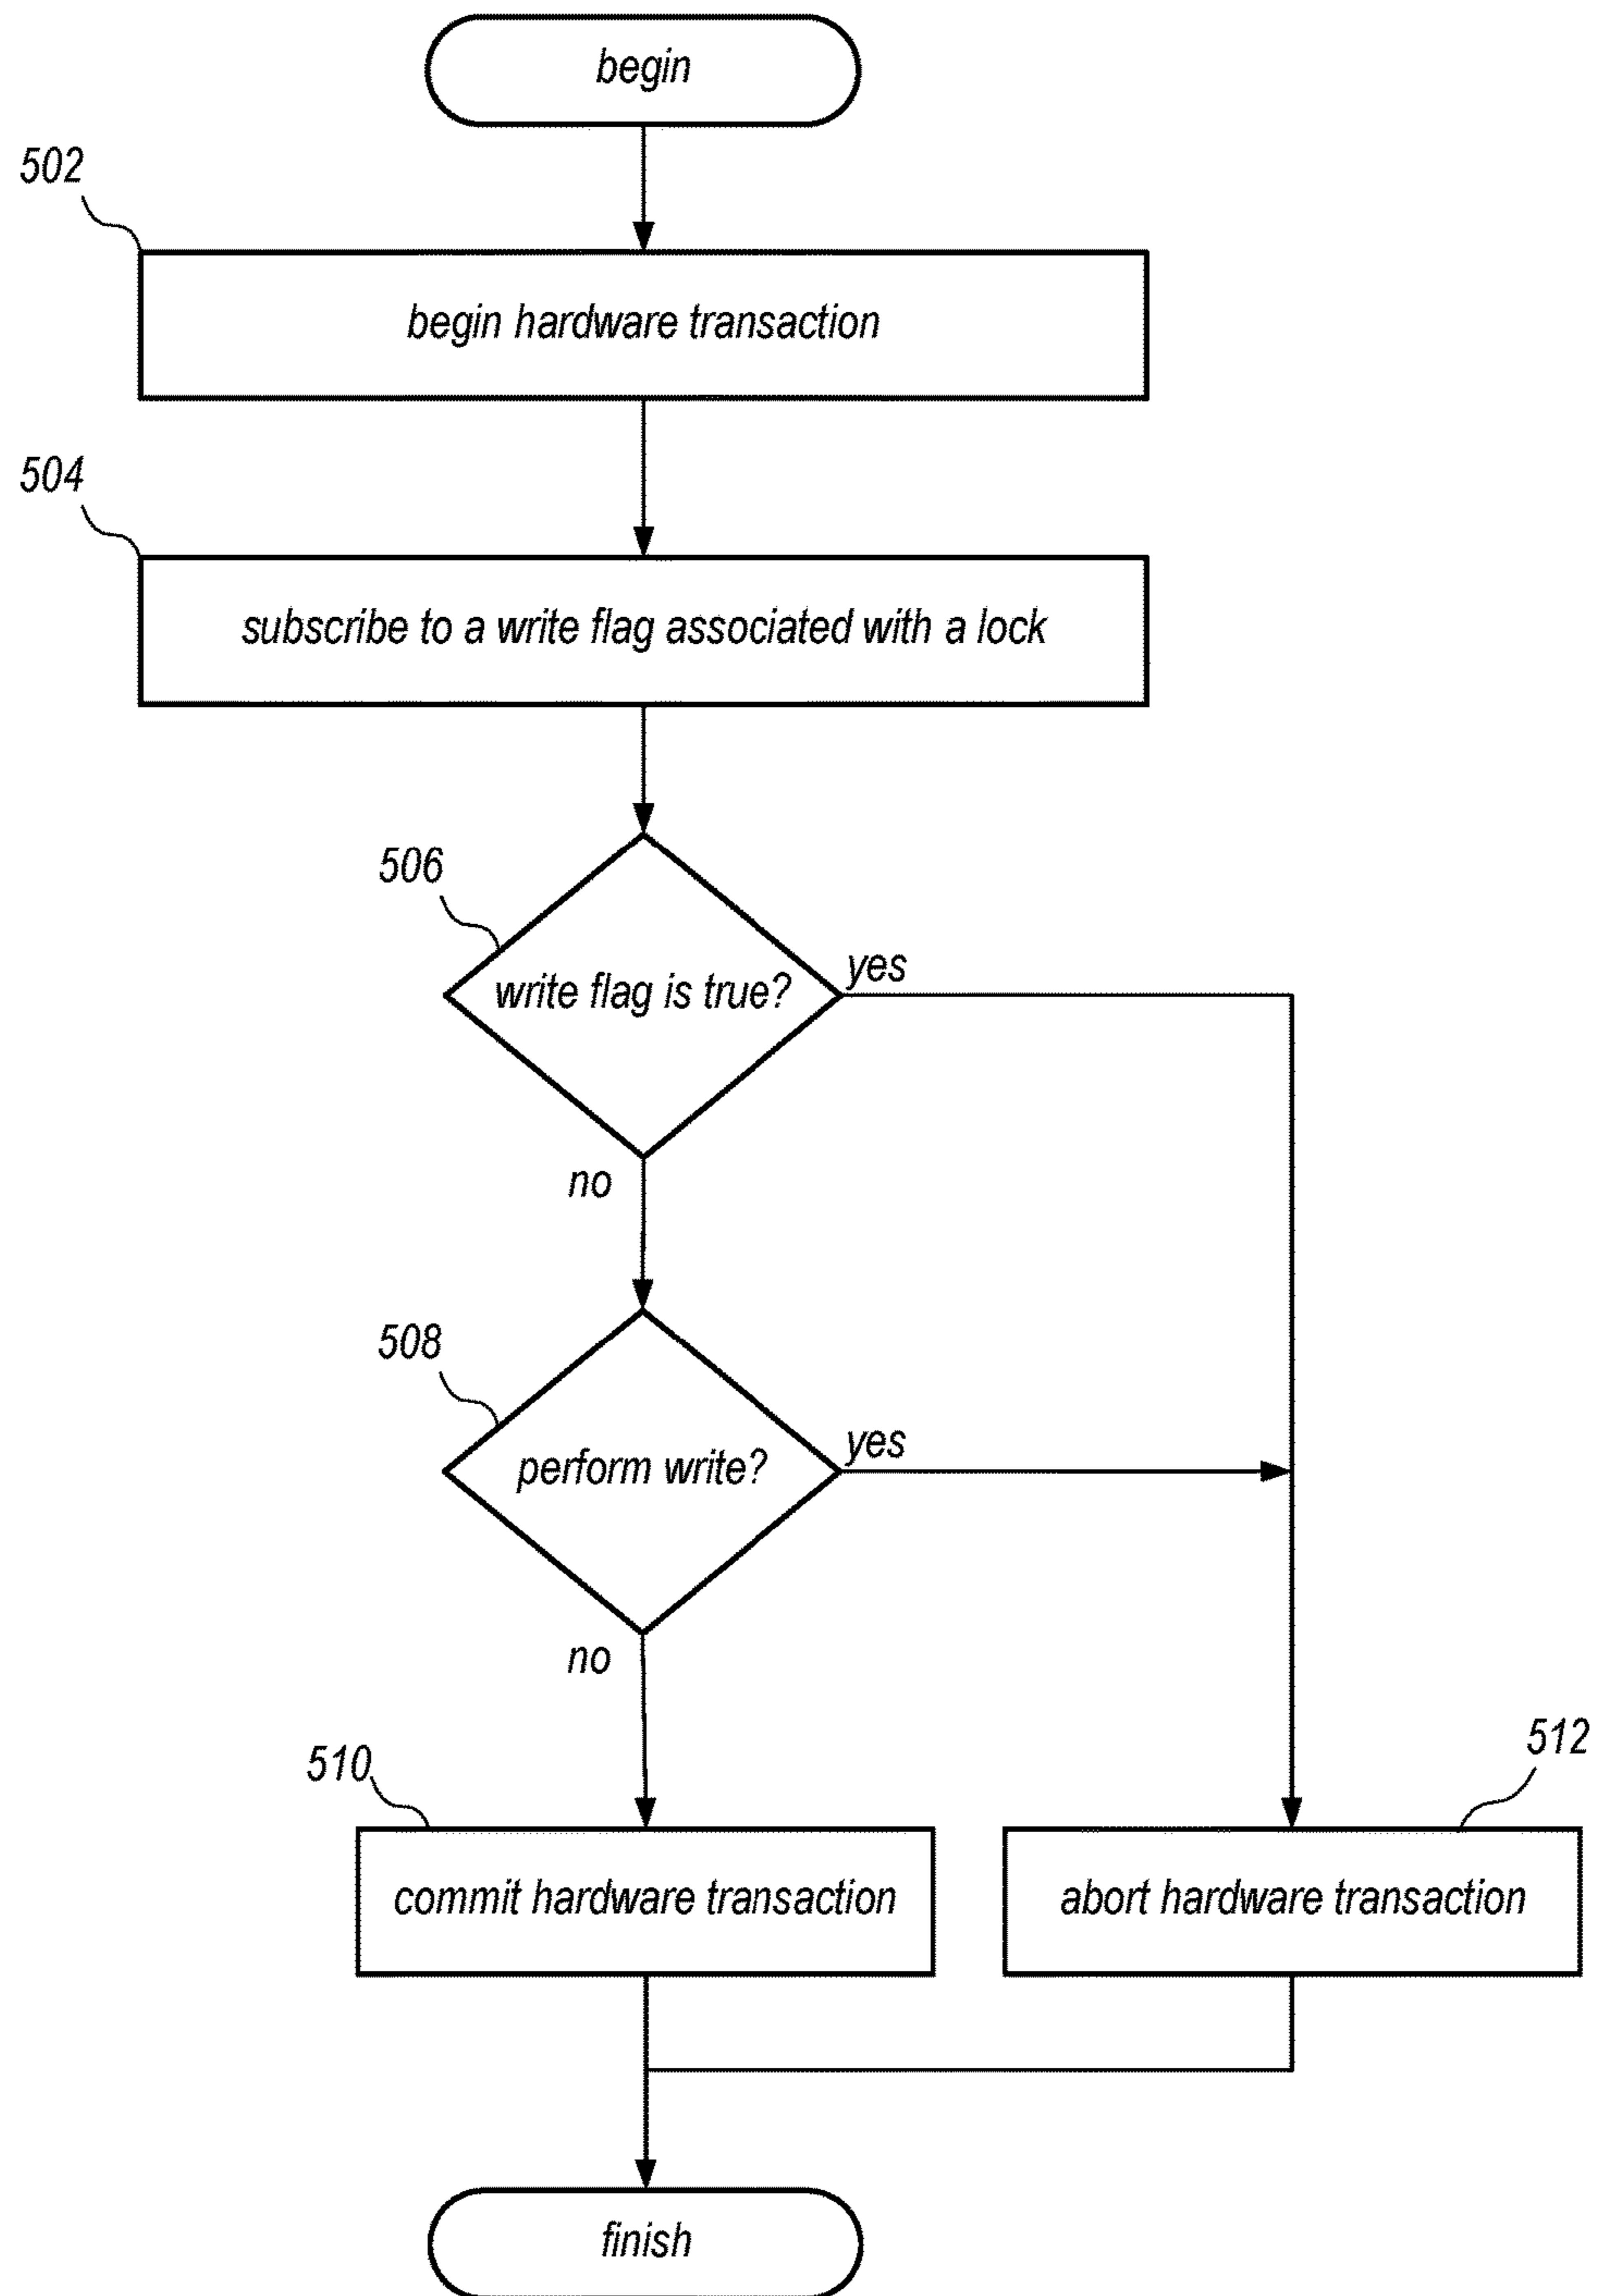 begin
502
begin hardware transaction
504
subscribe to a write flag associated with a lock
506
write flag is true?
yes
no
508
perform write?
yes
no
510
512
commit hardware transaction
abort hardware transaction
finish